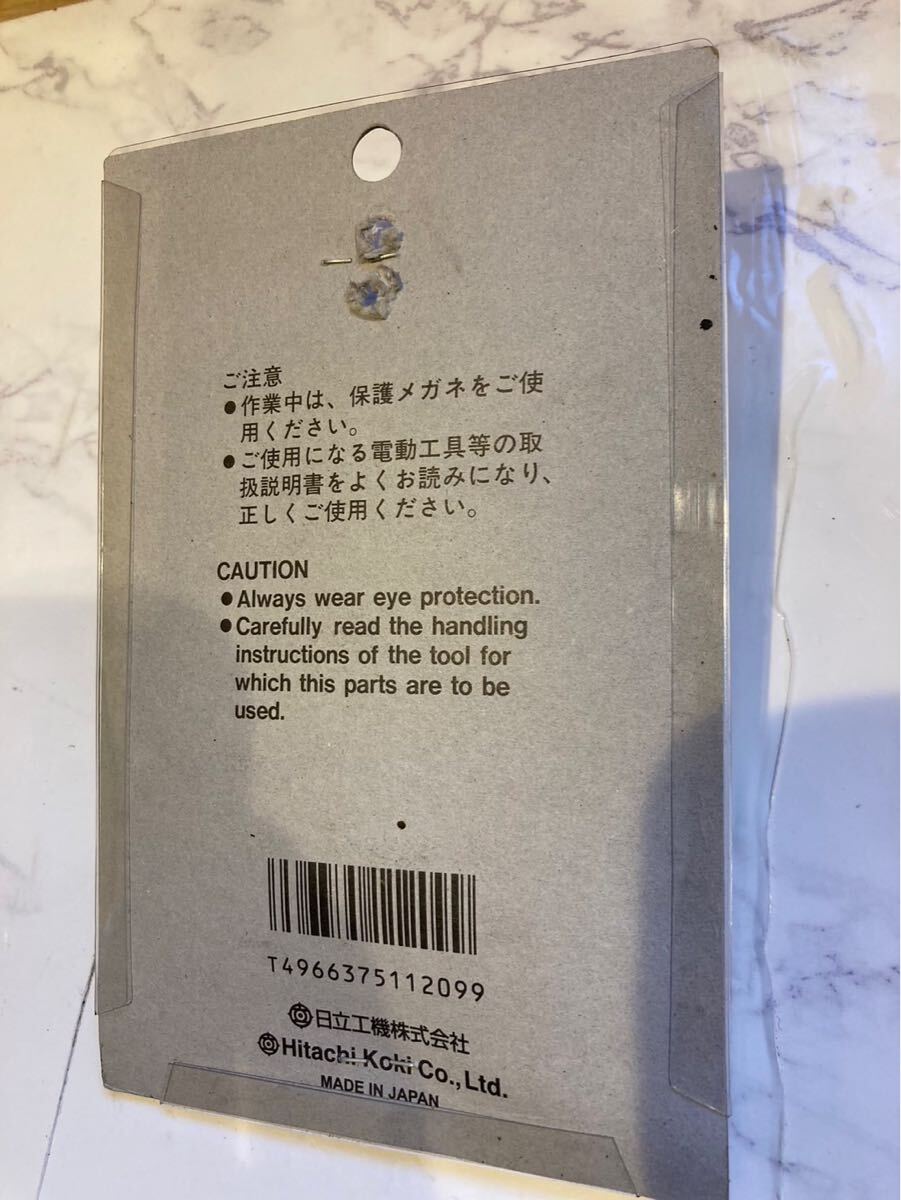 ご注意
●作業中は、保護メガネをご使
用ください。
●ご使用になる電動工具等の取
扱説明書をよくお読みになり、
正しくご使用ください。
CAUTION
●Always wear eye protection.
●Carefully read the handling
instructions of the tool for
which this parts are to be
used.
T4966375112099
日立工機株式会社
Hitachi Koki Co., Ltd.
MADE IN JAPAN